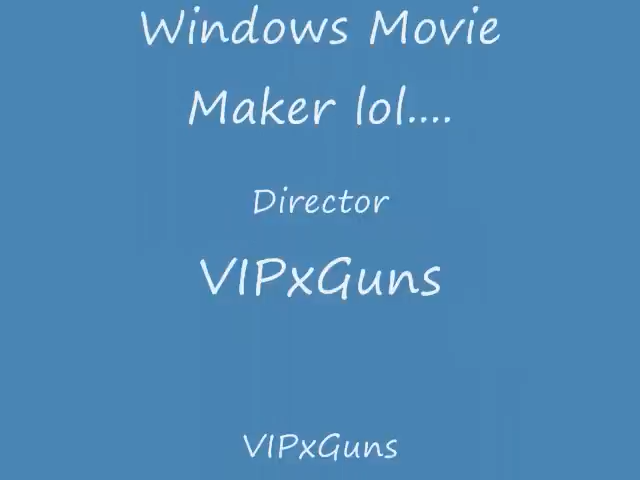 Windows Movie
Maker lol....
Director
VIPxGuns
VIPxGuns